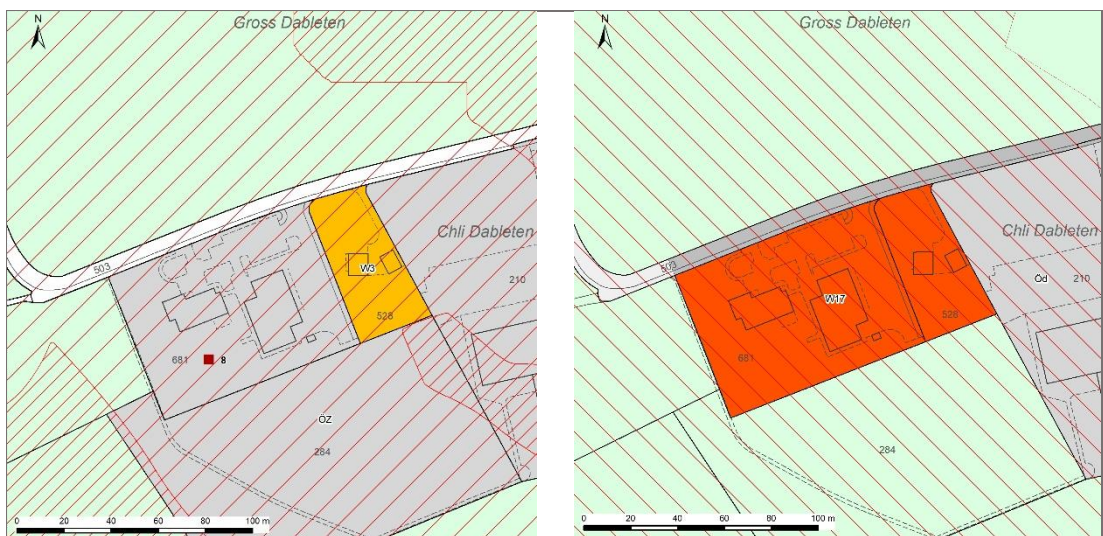 N
Gross Dableten
Chli Dableten
503
W3
210
528
681
8
ÖZ
284
0 20 40 60 80 100 m
N
Gross Dableten
Chli Dableten
503
Öd
210
W17
528
681
284
0 20 40 60 80 100 m